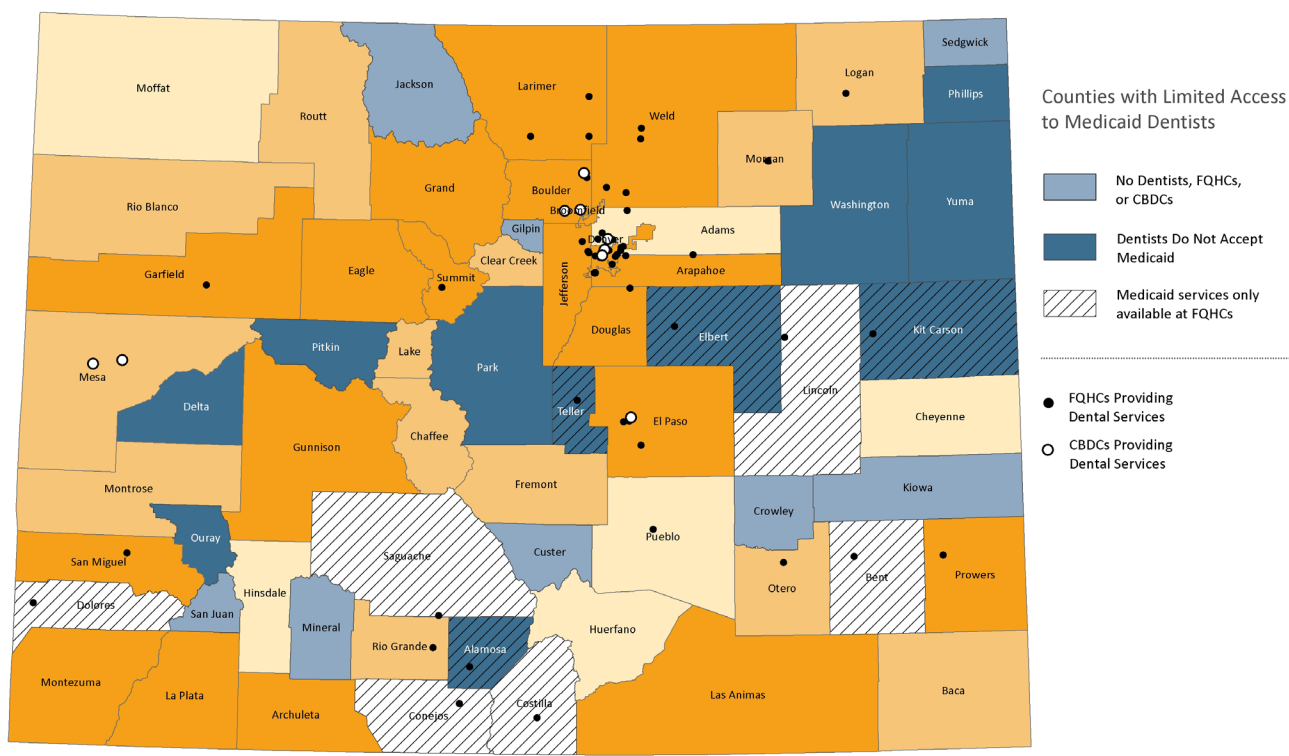 Sedgwick
Moffat
Jackson
Larimer
Logan
Phillips
Routt
Weld
Counties with Limited Access
to Medicaid Dentists
Morgan
Grand
Boulder
No Dentists, FQHCs,
or CBDCs
Rio Blanco
Broomfield
Washington
Yuma
Gilpin
Adams
Denver
Dentists Do Not Accept
Medicaid
Clear Creek
Garfield
Eagle
Summit
Arapahoe
Jefferson
Medicaid services only
available at FQHCs
Douglas
Elbert
Kit Carson
Pitkin
Lake
Park
Lincoln
Mesa
FQHCs Providing
Dental Services
Delta
Teller
Cheyenne
El Paso
Chaffee
Gunnison
CBDCs Providing
Dental Services
Montrose
Fremont
Kiowa
Crowley
Ouray
Pueblo
Saguache
Custer
San Miguel
Bent
Prowers
Otero
Hinsdale
Dolores
San Juan
Mineral
Huerfano
Rio Grande
Alamosa
Montezuma
La Plata
Las Animas
Baca
Costilla
Archuleta
Conejos